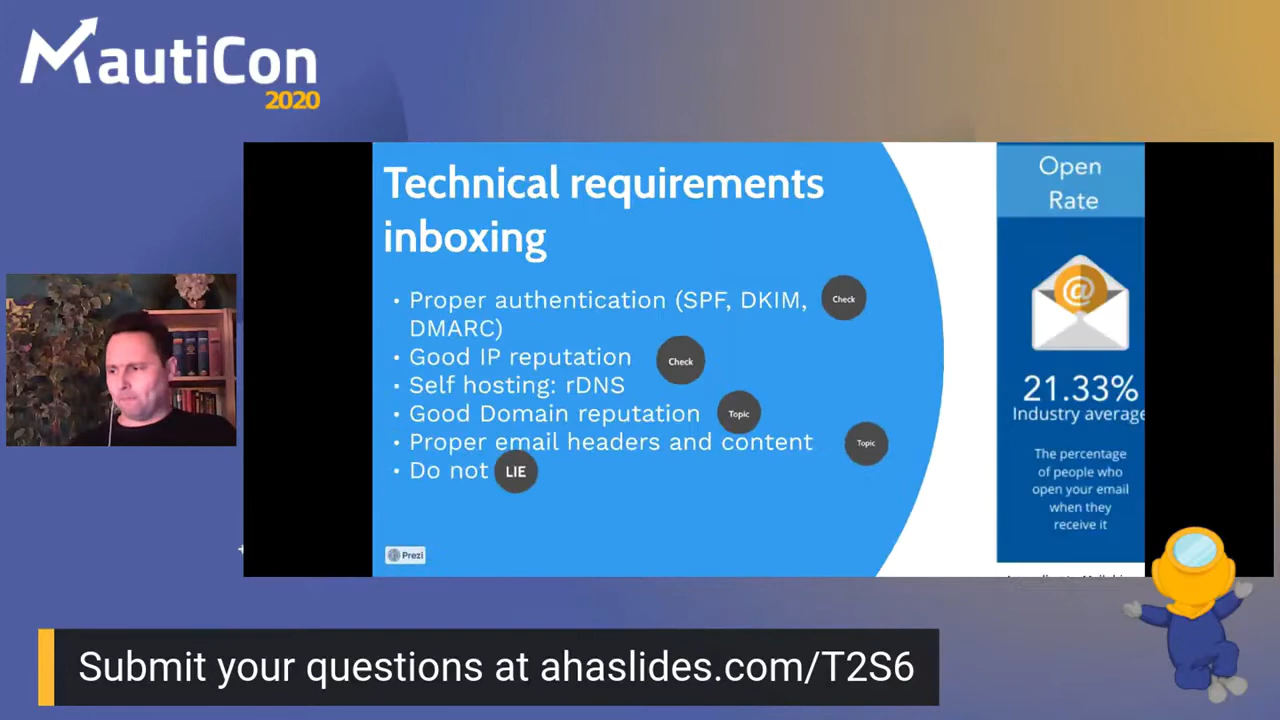 MautiCon
2020
Technical requirements
inboxing
• Proper authentication (SPF, DKIM,
DMARC)
Check
• Good IP reputation
Check
• Self hosting: rDNS
• Good Domain reputation
Topic
• Proper email headers and content
Topic
• Do not LIE
Prezi
Open
Rate
@
21.33%
Industry average
The percentage
of people who
open your email
when they
receive it
Submit your questions at ahaslides.com/T2S6